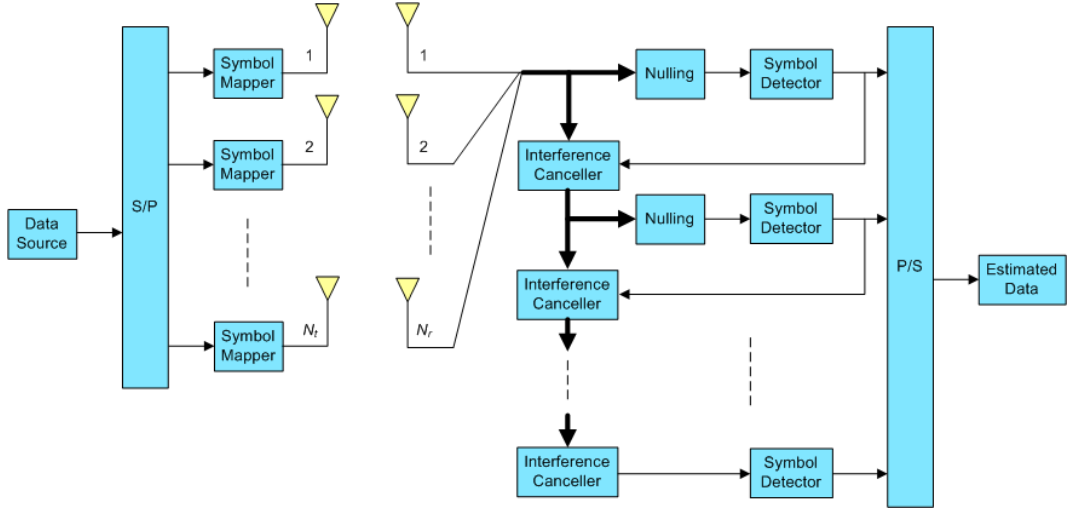 Data
Source
S/P
Symbol
Mapper
1
Symbol
Mapper
2
Symbol
Mapper
Nt
1
2
Nr
Nulling
Symbol
Detector
Interference
Canceller
Nulling
Symbol
Detector
Interference
Canceller
Interference
Canceller
Symbol
Detector
P/S
Estimated
Data